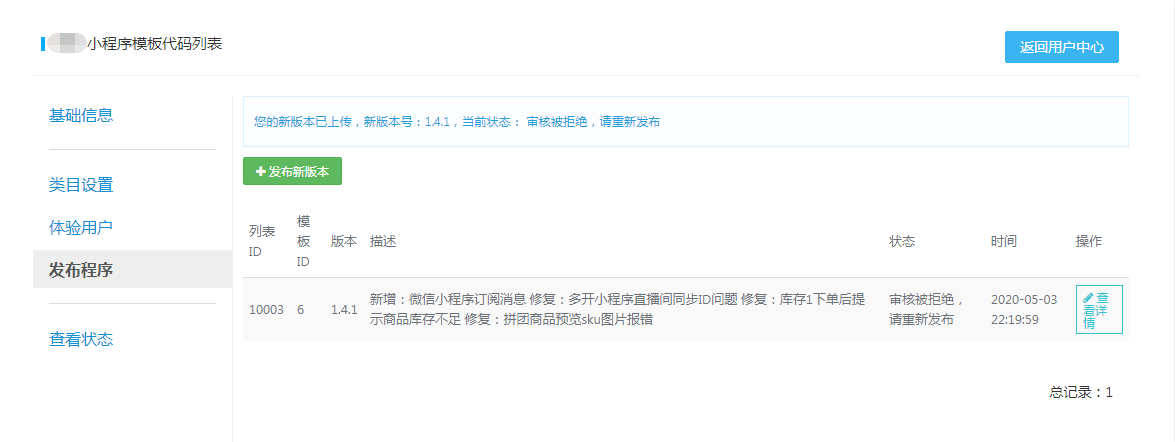 小程序模板代码列表
返回用户中心
基础信息
类目设置
体验用户
发布程序
查看状态
您的新版本已上传，新版本号：1.4.1，当前状态： 审核被拒绝，请重新发布
发布新版本
列表
ID
模
板
ID
版本
描述
状态
时间
操作
10003
6
1.4.1
新增：微信小程序订阅消息 修复：多开小程序直播间同步ID问题 修复：库存1下单后提
示商品库存不足 修复：拼团商品预览sku图片报错
审核被拒绝，
请重新发布
2020-05-03
22:19:59
查
看详
情
总记录：1